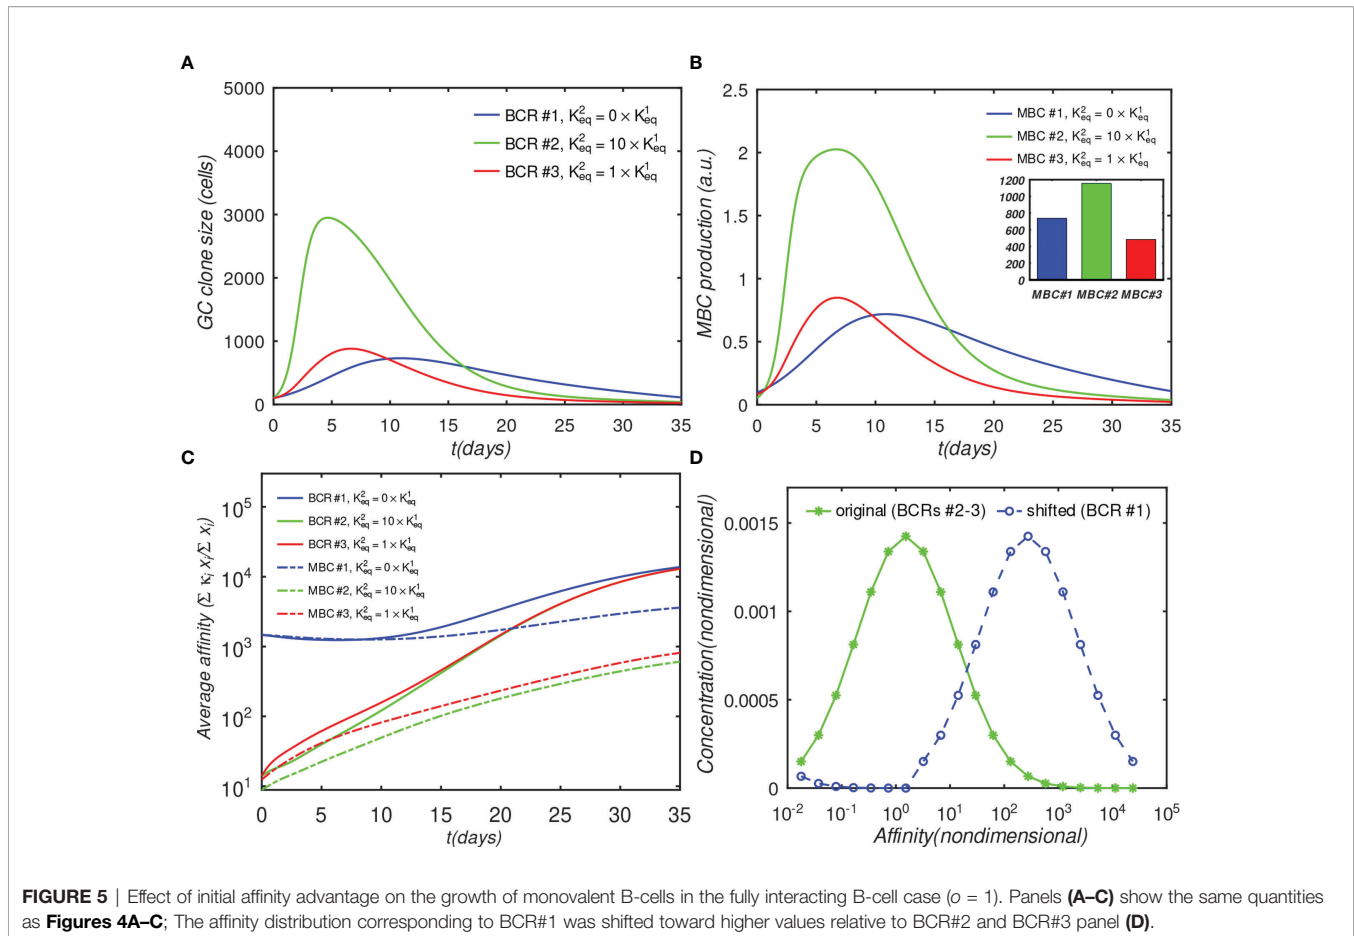 A
5000
4000
3000
2000
1000
0
0 5 10 15 20 25 30 35
GC clone size (cells)
t(days)
BCR #1, K²eq = 0 × K¹eq
BCR #2, K²eq = 10 × K¹eq
BCR #3, K²eq = 1 × K¹eq
B
2.5
2
1.5
1
0.5
0
0 5 10 15 20 25 30 35
MBC production (a.u.)
t(days)
MBC #1, K²eq = 0 × K¹eq
MBC #2, K²eq = 10 × K¹eq
MBC #3, K²eq = 1 × K¹eq
1200
1000
800
600
400
200
0
MBC#1 MBC#2 MBC#3
C
10⁵
10⁴
10³
10²
10¹
0 5 10 15 20 25 30 35
Average affinity (Σ κᵢ xᵢ/Σ xᵢ)
t(days)
BCR #1, K²eq = 0 × K¹eq
BCR #2, K²eq = 10 × K¹eq
BCR #3, K²eq = 1 × K¹eq
MBC #1, K²eq = 0 × K¹eq
MBC #2, K²eq = 10 × K¹eq
MBC #3, K²eq = 1 × K¹eq
D
original (BCRs #2-3) shifted (BCR #1)
0.0015
0.001
0.0005
0
10⁻² 10⁻¹ 10⁰ 10¹ 10² 10³ 10⁴ 10⁵
Concentration(nondimensional)
Affinity(nondimensional)
FIGURE 5 | Effect of initial affinity advantage on the growth of monovalent B-cells in the fully interacting B-cell case (o = 1). Panels (A–C) show the same quantities
as Figures 4A–C; The affinity distribution corresponding to BCR#1 was shifted toward higher values relative to BCR#2 and BCR#3 panel (D).